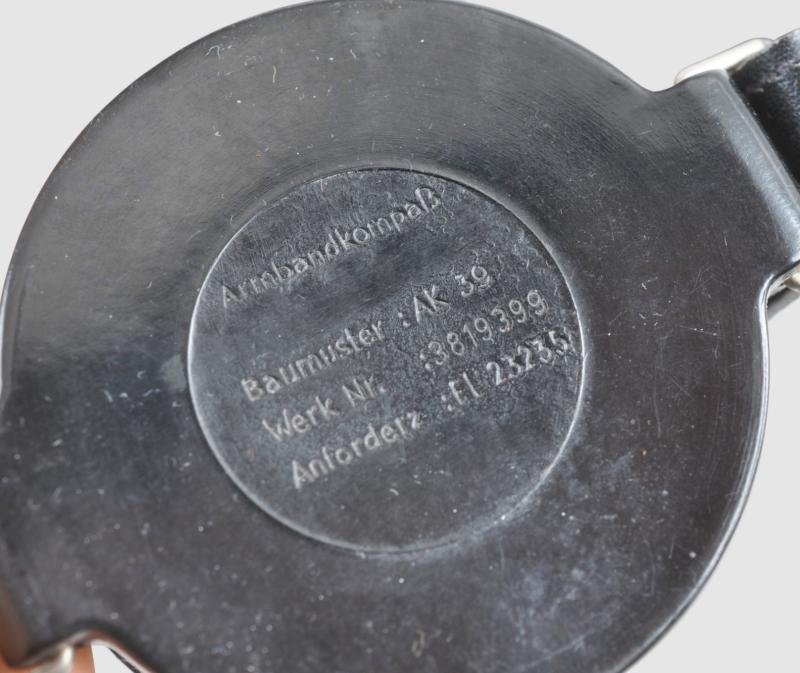 Armbandkompaß
Baumuster : AK 39
Werk Nr. : 3819399
Anforderz : Fl 23235